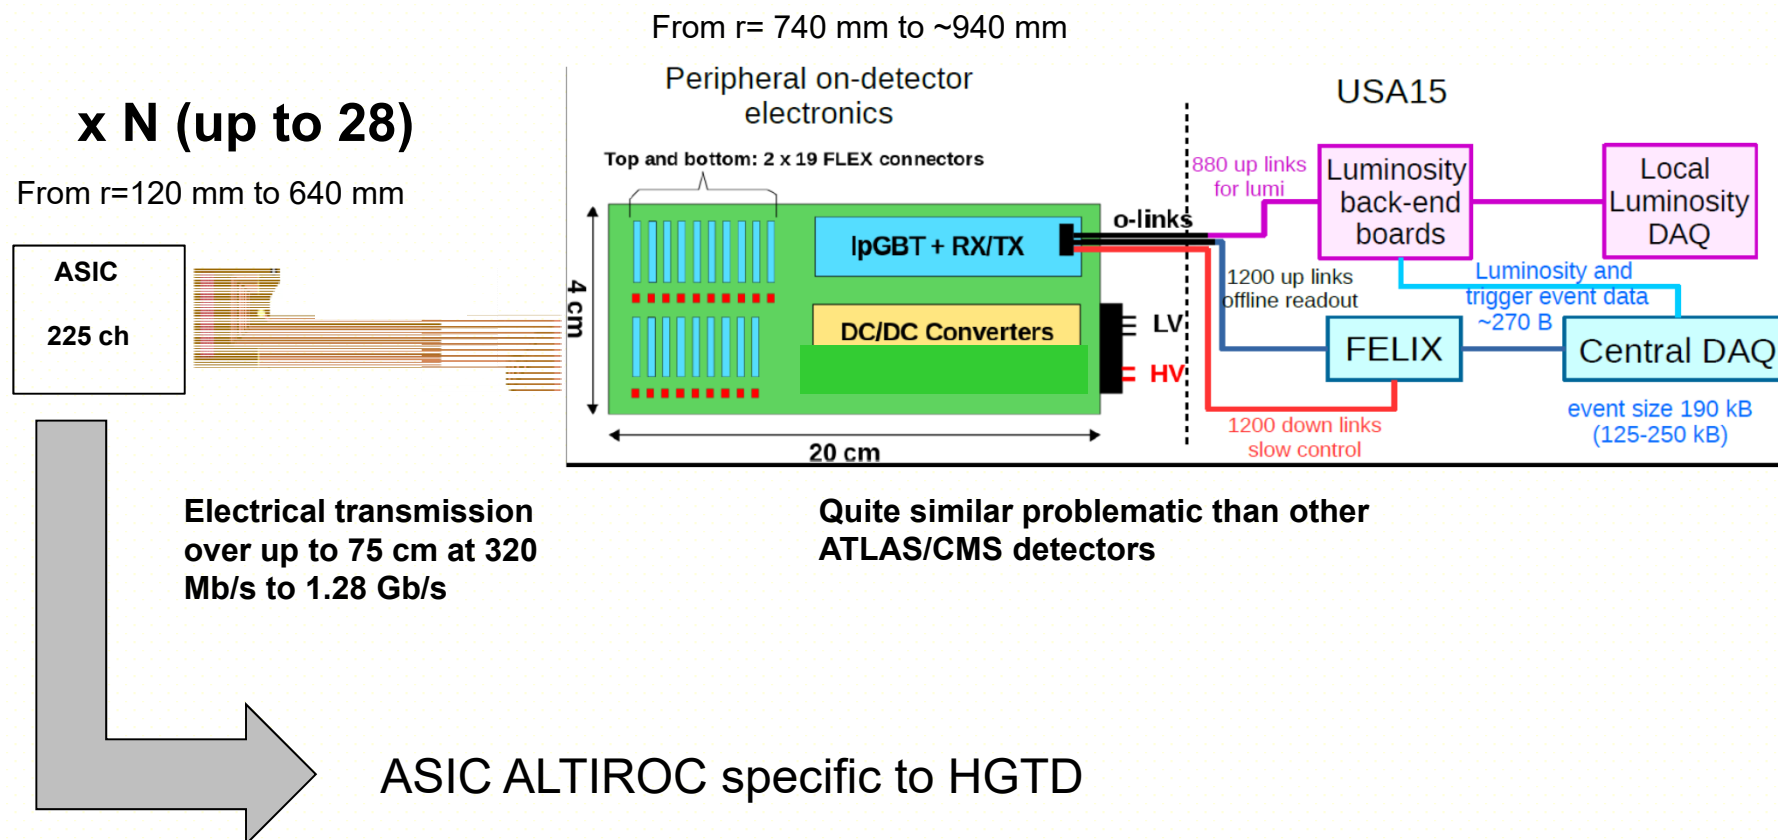 From r= 740 mm to ~940 mm
x N (up to 28)
From r=120 mm to 640 mm
Peripheral on-detector
electronics
USA15
Top and bottom: 2 x 19 FLEX connectors
ASIC
225 ch
4 cm
20 cm
lpGBT + RX/TX
DC/DC Converters
o-links
LV
HV
880 up links
for lumi
1200 up links
offline readout
1200 down links
slow control
Luminosity
back-end
boards
Local
Luminosity
DAQ
Luminosity and
trigger event data
~270 B
FELIX
Central DAQ
event size 190 kB
(125-250 kB)
Electrical transmission
over up to 75 cm at 320
Mb/s to 1.28 Gb/s
Quite similar problematic than other
ATLAS/CMS detectors
ASIC ALTIROC specific to HGTD